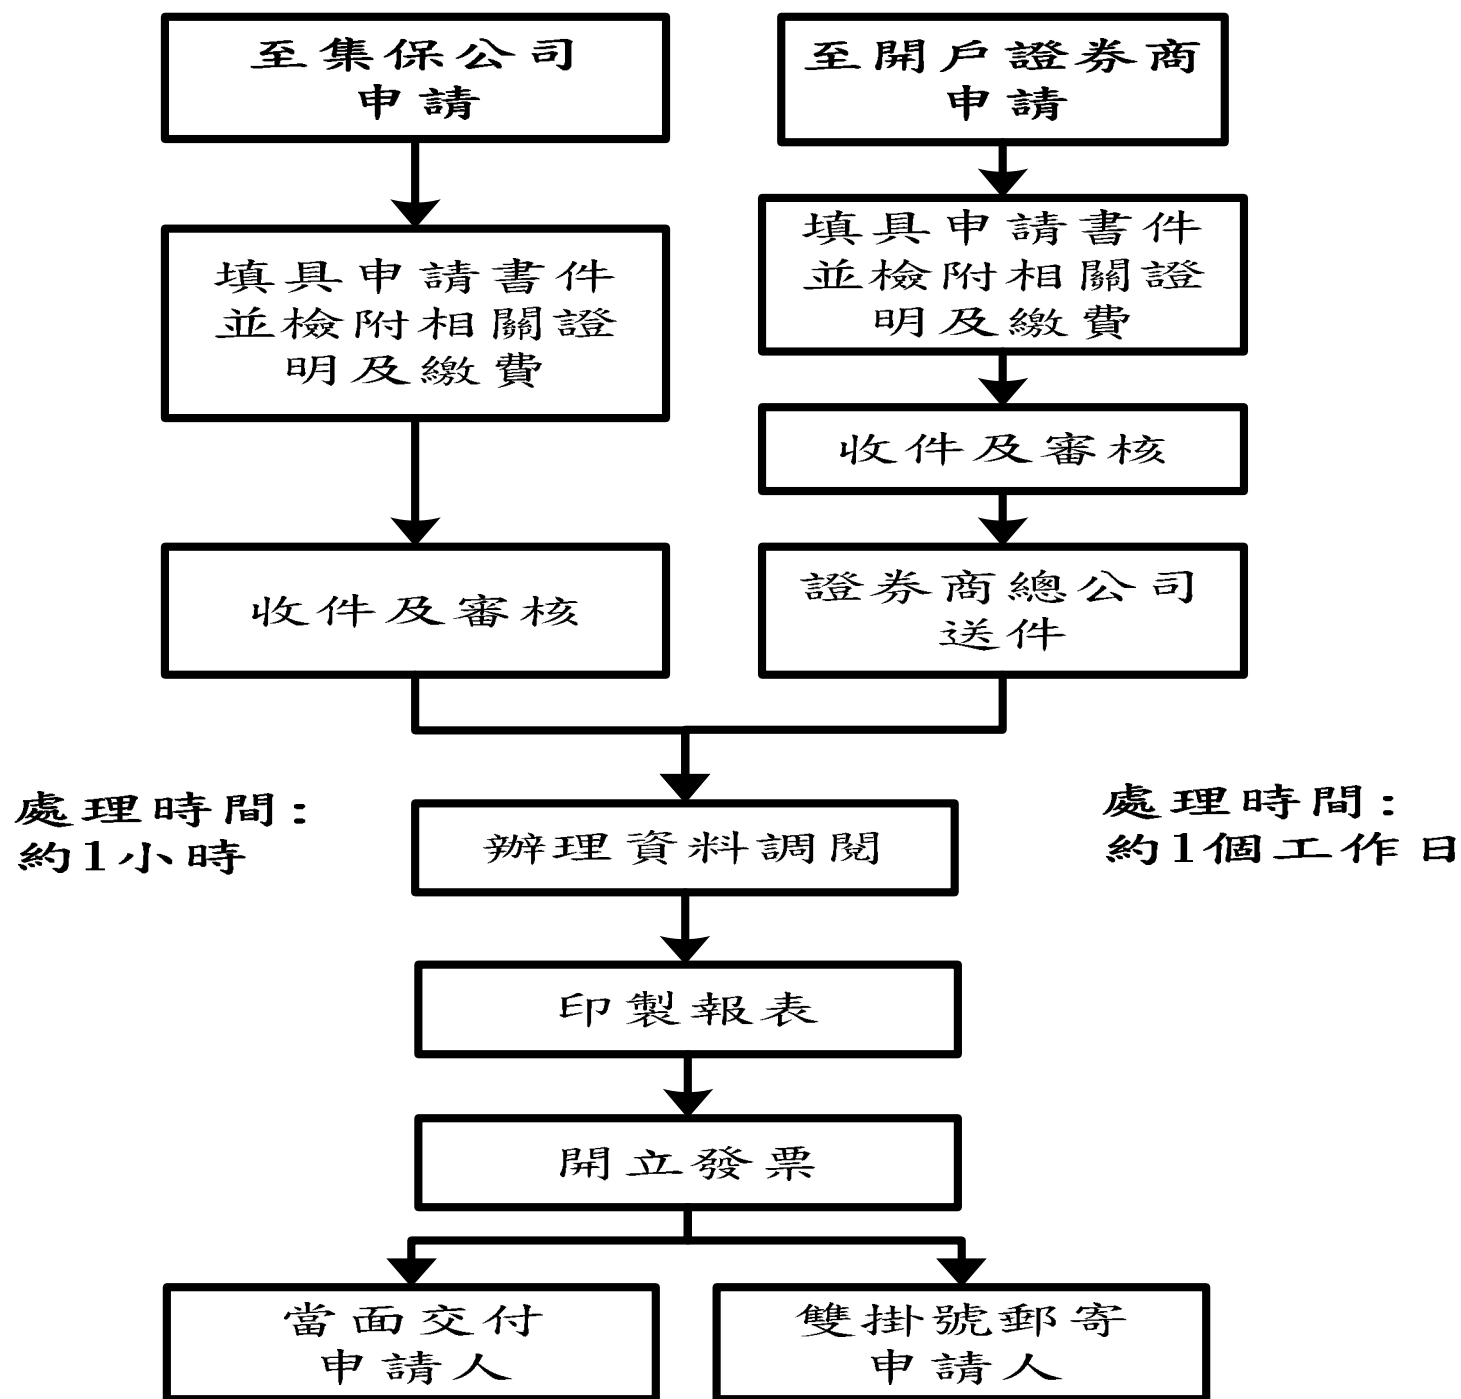 至集保公司
申請
至開戶證券商
申請
填具申請書件
並檢附相關證
明及繳費
填具申請書件
並檢附相關證
明及繳費
收件及審核
收件及審核
證券商總公司
送件
處理時間:
約1小時
處理時間:
約1個工作日
辦理資料調閱
印製報表
開立發票
當面交付
申請人
雙掛號郵寄
申請人